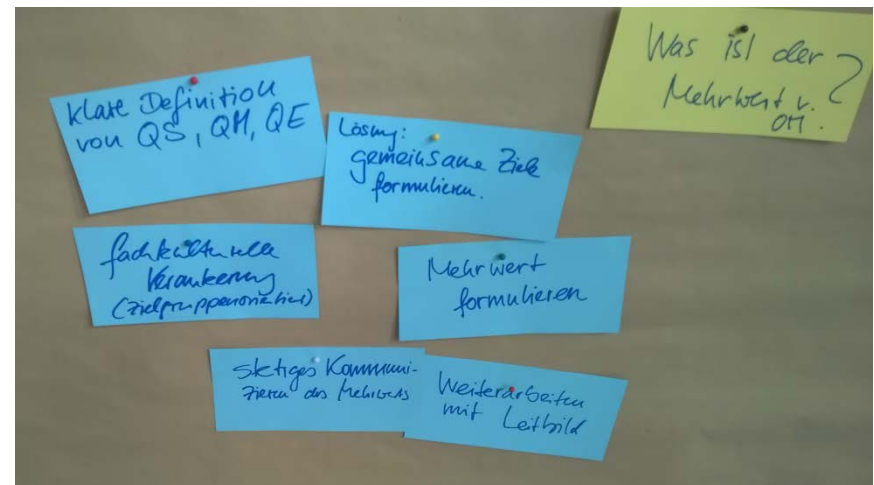 Was ist der
Mehrwert v.
QM.?
Klare Definition
von QS, QM, QE
Lösung:
gemeinsame Ziele
formulieren.
fachkulturelle
Verankerung
(zielgruppenorientiert)
Mehrwert
formulieren
stetiges Kommuni-
zieren des Mehrwerts
Weiterarbeiten
mit Leitbild